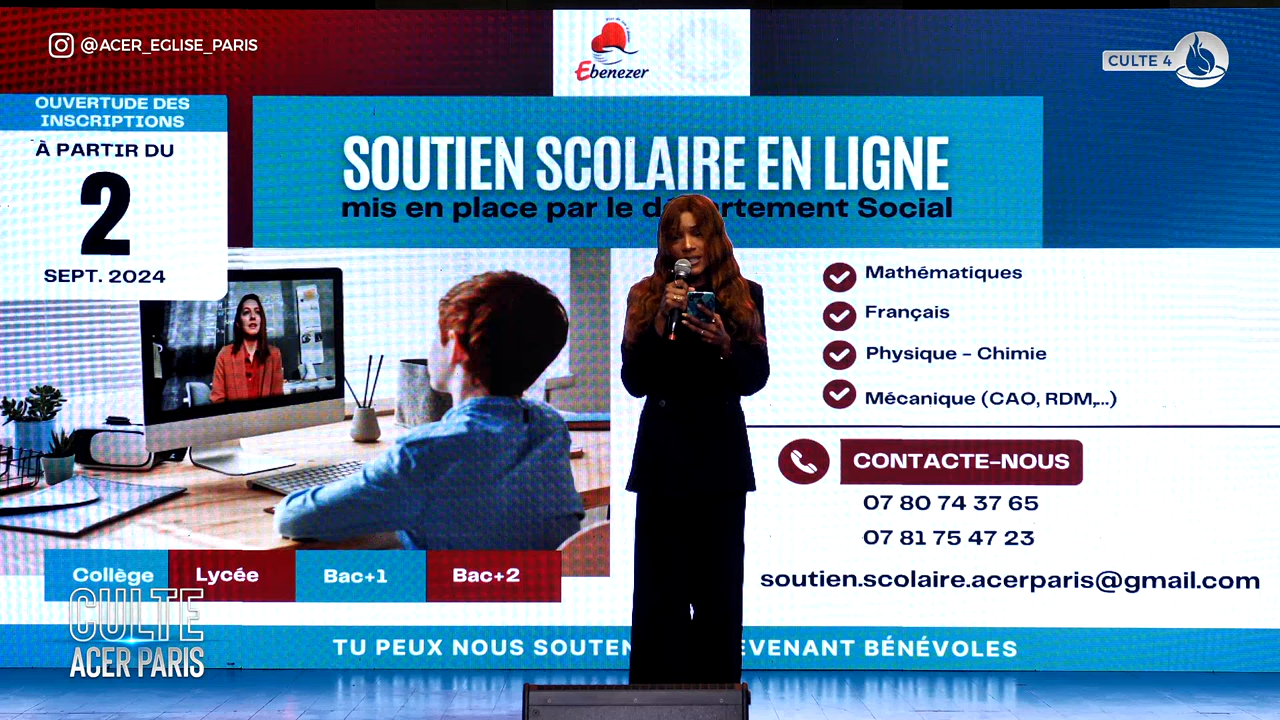 @ACER_EGLISE_PARIS
Ebenezer
CULTE 4
OUVERTUDE DES
INSCRIPTIONS
À PARTIR DU
2
SEPT. 2024
SOUTIEN SCOLAIRE EN LIGNE
mis en place par le d rtement Social
Mathématiques
Français
Physique - Chimie
Mécanique (CAO, RDM,...)
CONTACTE-NOUS
07 80 74 37 65
07 81 75 47 23
soutien.scolaire.acerparis@gmail.com
Collège
Lycée
Bac+1
Bac+2
CULTE
ACER PARIS
TU PEUX NOUS SOUTEN EVENANT BÉNÉVOLES